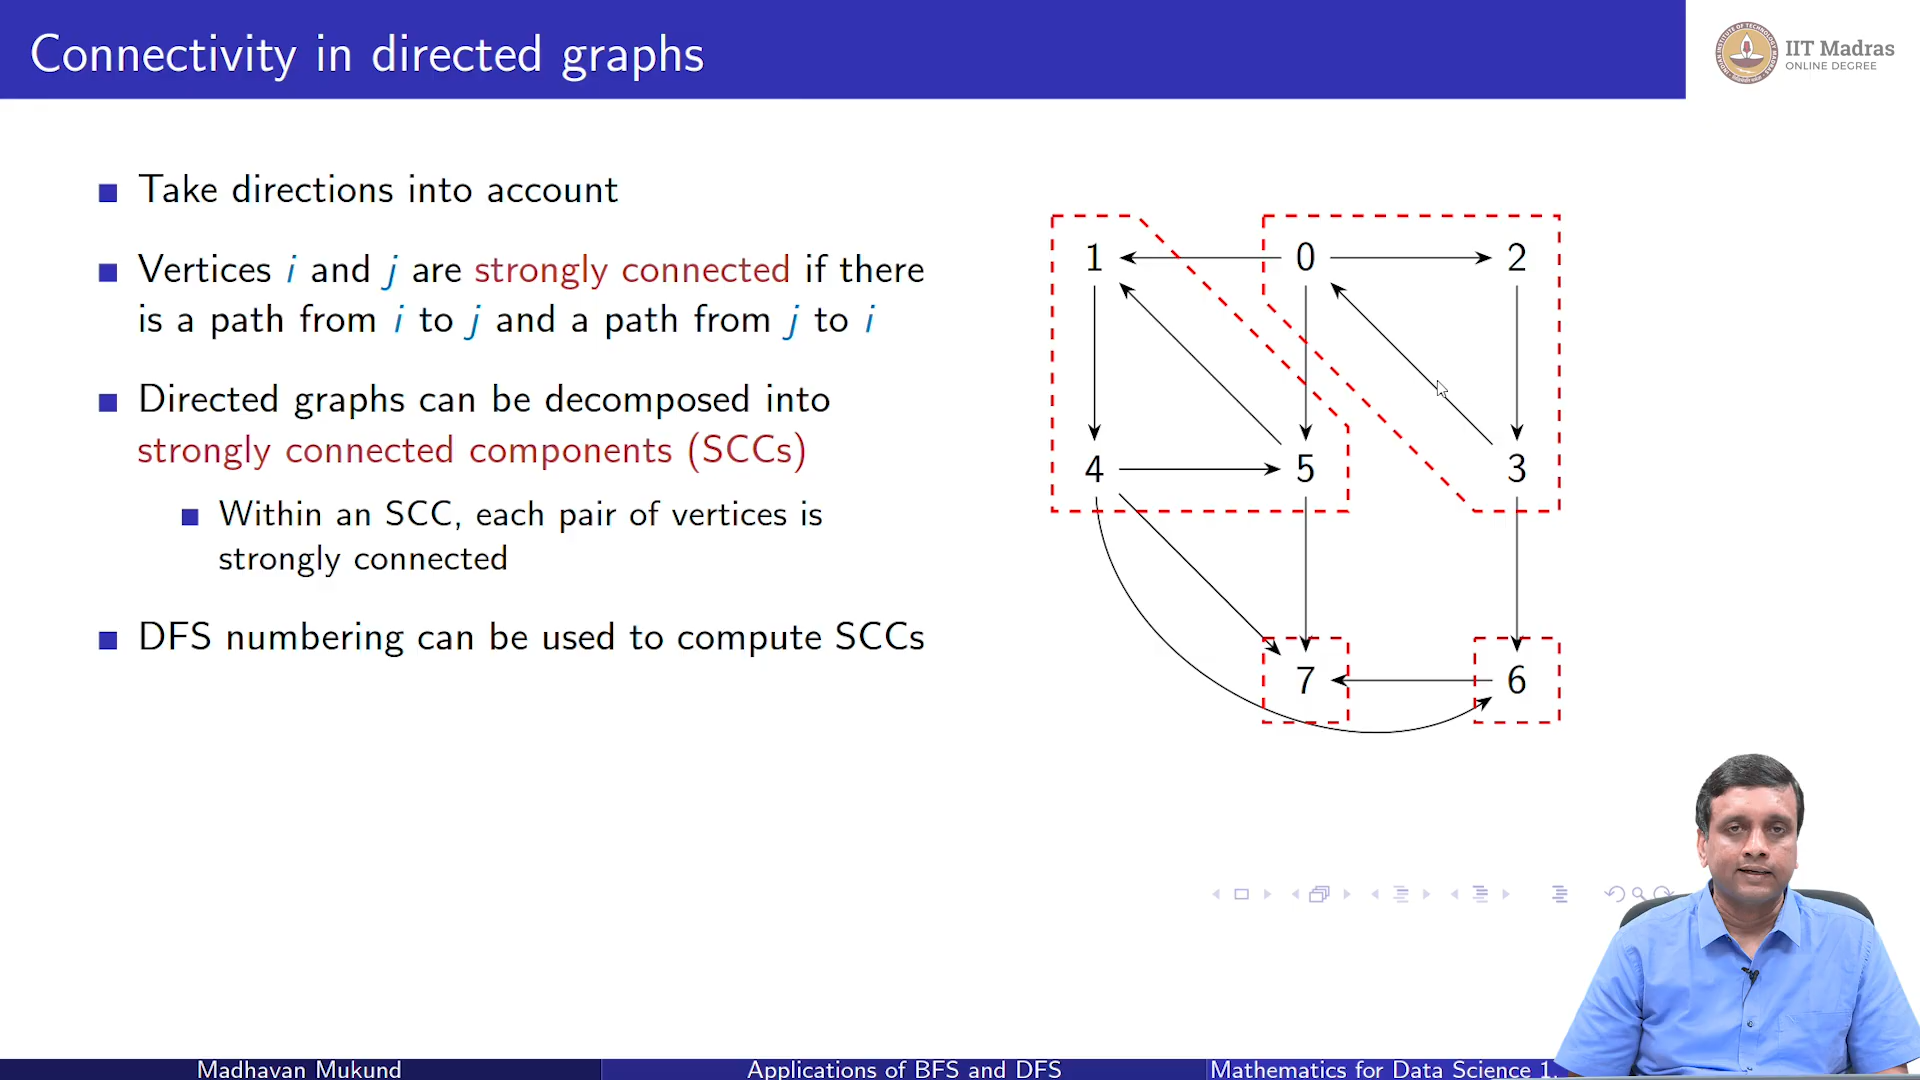 Connectivity in directed graphs
IIT Madras
ONLINE DEGREE
Take directions into account
Vertices i and j are strongly connected if there
is a path from i to j and a path from j to i
Directed graphs can be decomposed into
strongly connected components (SCCs)
Within an SCC, each pair of vertices is
strongly connected
DFS numbering can be used to compute SCCs
1 0 2
4 5 3
7 6
Madhavan Mukund
Applications of BFS and DFS
Mathematics for Data Science 1,